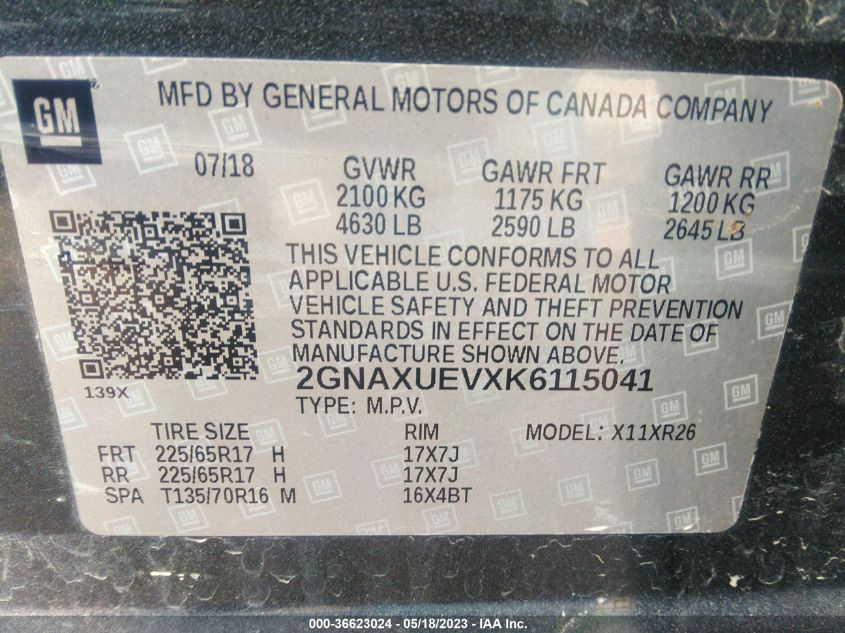 GM
MFD BY GENERAL MOTORS OF CANADA COMPANY
07/18 GVWR GAWR FRT GAWR RR
2100 KG 1175 KG 1200 KG
4630 LB 2590 LB 2645 LB
THIS VEHICLE CONFORMS TO ALL
APPLICABLE U.S. FEDERAL MOTOR
VEHICLE SAFETY AND THEFT PREVENTION
STANDARDS IN EFFECT ON THE DATE OF
MANUFACTURE SHOWN ABOVE.
139X
2GNAXUEVXK6115041
TYPE: M.P.V.
TIRE SIZE RIM MODEL: X11XR26
FRT 225/65R17 H 17X7J
RR 225/65R17 H 17X7J
SPA T135/70R16 M 16X4BT
000-36623024 - 05/18/2023 - IAA Inc.